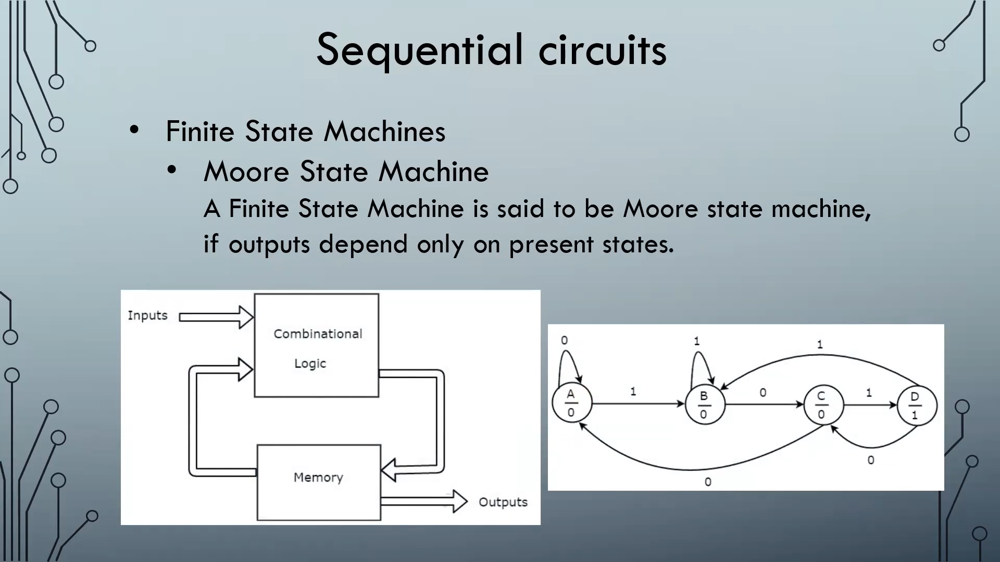 Sequential circuits
• Finite State Machines
• Moore State Machine
A Finite State Machine is said to be Moore state machine,
if outputs depend only on present states.
Inputs
Combinational
Logic
Memory
Outputs
0
1
1
A
0
1
B
0
0
C
0
1
D
1
0
0